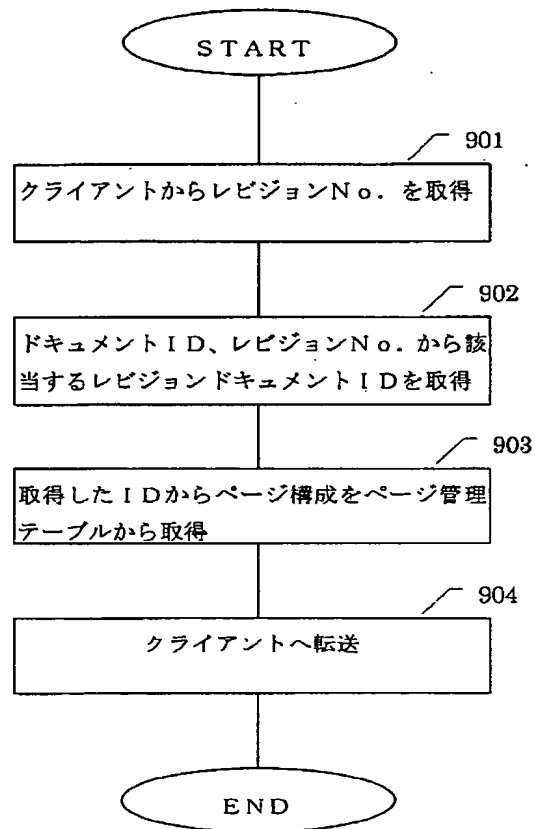 START
901
クライアントからレビジョンNo.を取得
902
ドキュメントID、レビジョンNo.から該
当するレビジョンドキュメントIDを取得
903
取得したIDからページ構成をページ管理
テーブルから取得
904
クライアントへ転送
END